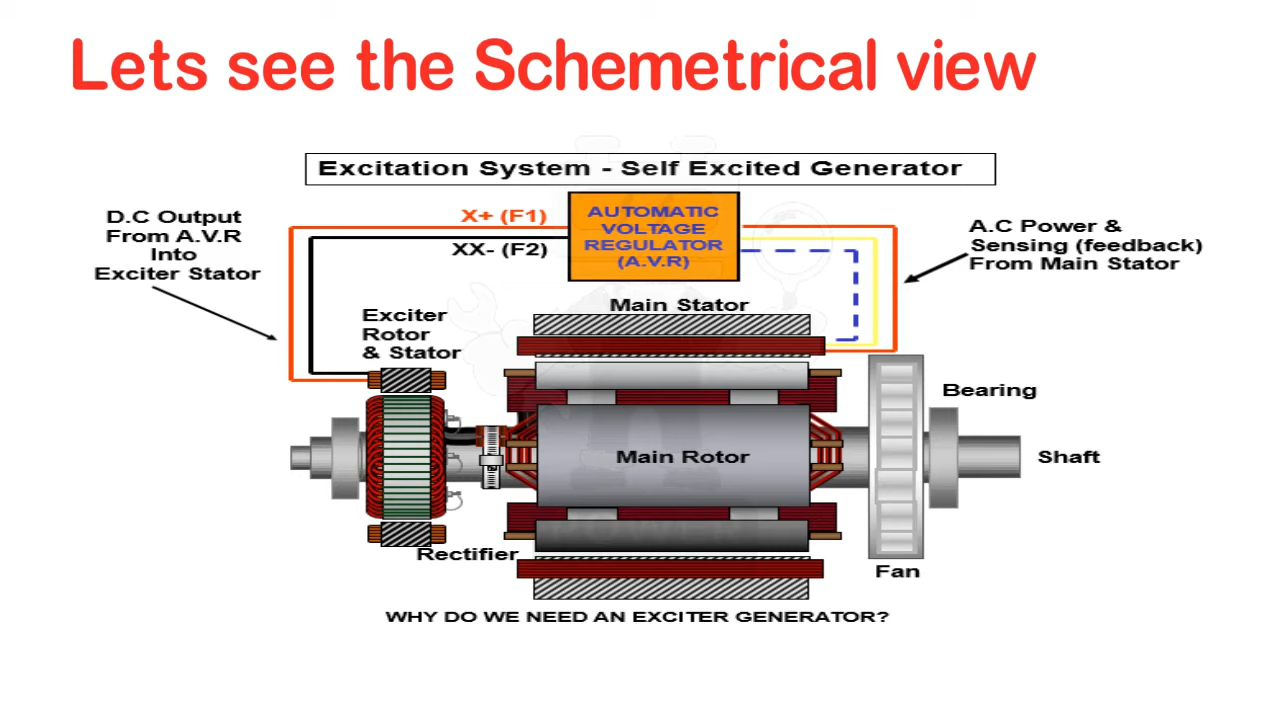 Lets see the Schemetrical view
Excitation System - Self Excited Generator
D.C Output
From A.V.R
Into
Exciter Stator
X+ (F1)
XX- (F2)
AUTOMATIC
VOLTAGE
REGULATOR
(A.V.R)
A.C Power &
Sensing (feedback)
From Main Stator
Main Stator
Exciter
Rotor
& Stator
Bearing
Main Rotor
Shaft
Rectifier
Fan
WHY DO WE NEED AN EXCITER GENERATOR?